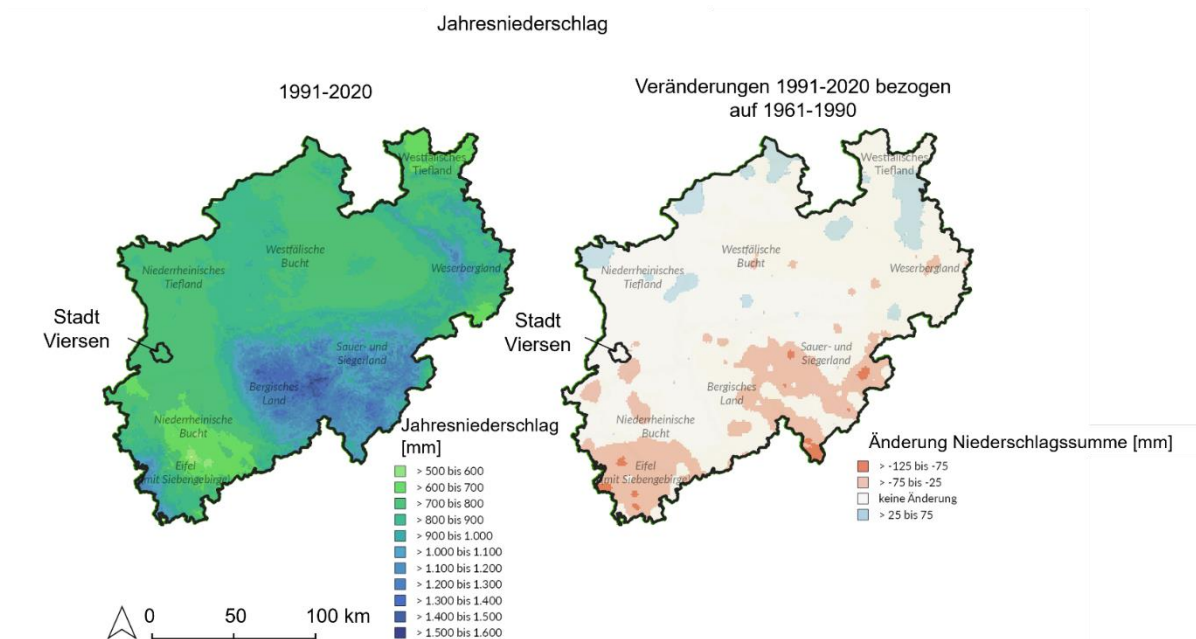 Jahresniederschlag
1991-2020
Westfälisches
Tiefland
Westfälische
Bucht
Niederrheinisches
Tiefland
Weserbergland
Stadt
Viersen
Sauer- und
Siegerland
Bergisches
Land
Niederrheinische
Bucht
Eifel
(mit Siebengebirge)
Jahresniederschlag
[mm]
> 500 bis 600
> 600 bis 700
> 700 bis 800
> 800 bis 900
> 900 bis 1.000
> 1.000 bis 1.100
> 1.100 bis 1.200
> 1.200 bis 1.300
> 1.300 bis 1.400
> 1.400 bis 1.500
> 1.500 bis 1.600
0 50 100 km
Veränderungen 1991-2020 bezogen
auf 1961-1990
Westfälisches
Tiefland
Westfälische
Bucht
Niederrheinisches
Tiefland
Weserbergland
Stadt
Viersen
Sauer- und
Siegerland
Bergisches
Land
Niederrheinische
Bucht
Eifel
(mit Siebengebirge)
Änderung Niederschlagssumme [mm]
> -125 bis -75
> -75 bis -25
keine Änderung
> 25 bis 75